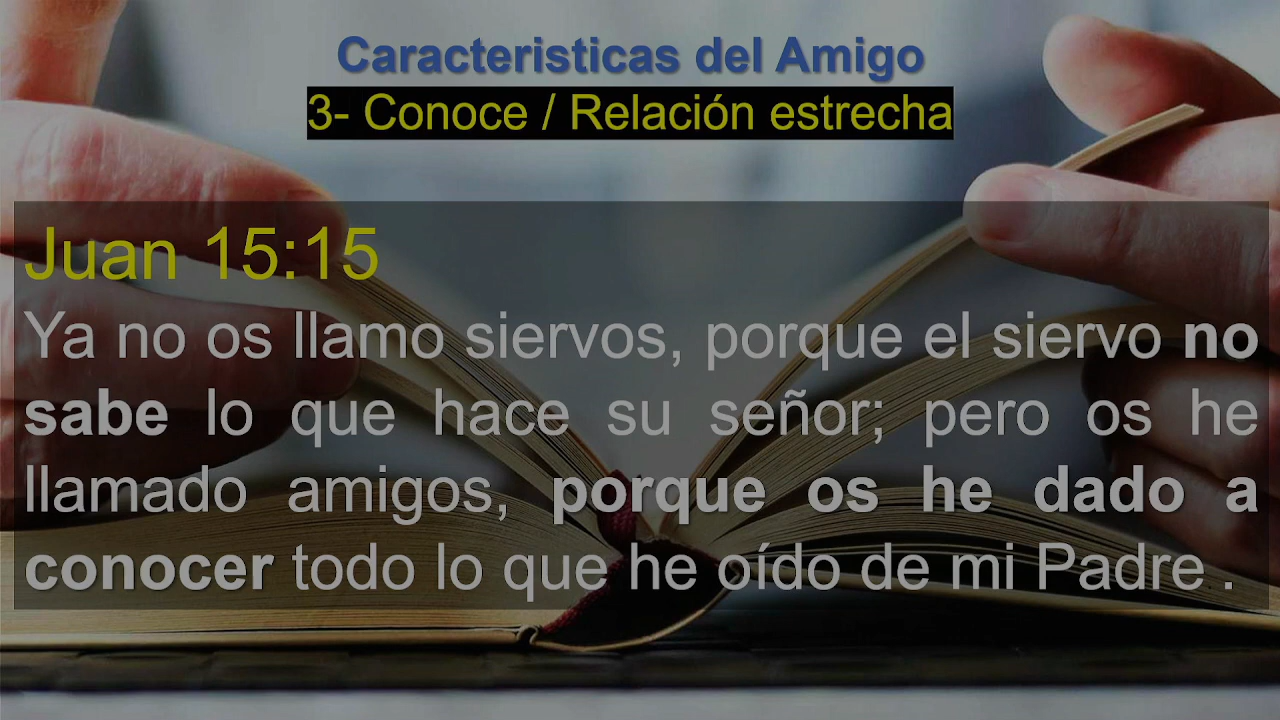 Caracteristicas del Amigo
3- Conoce / Relación estrecha
Juan 15:15
Ya no os llamo siervos, porque el siervo no
sabe lo que hace su señor; pero os he
llamado amigos, porque os he dado a
conocer todo lo que he oído de mi Padre .